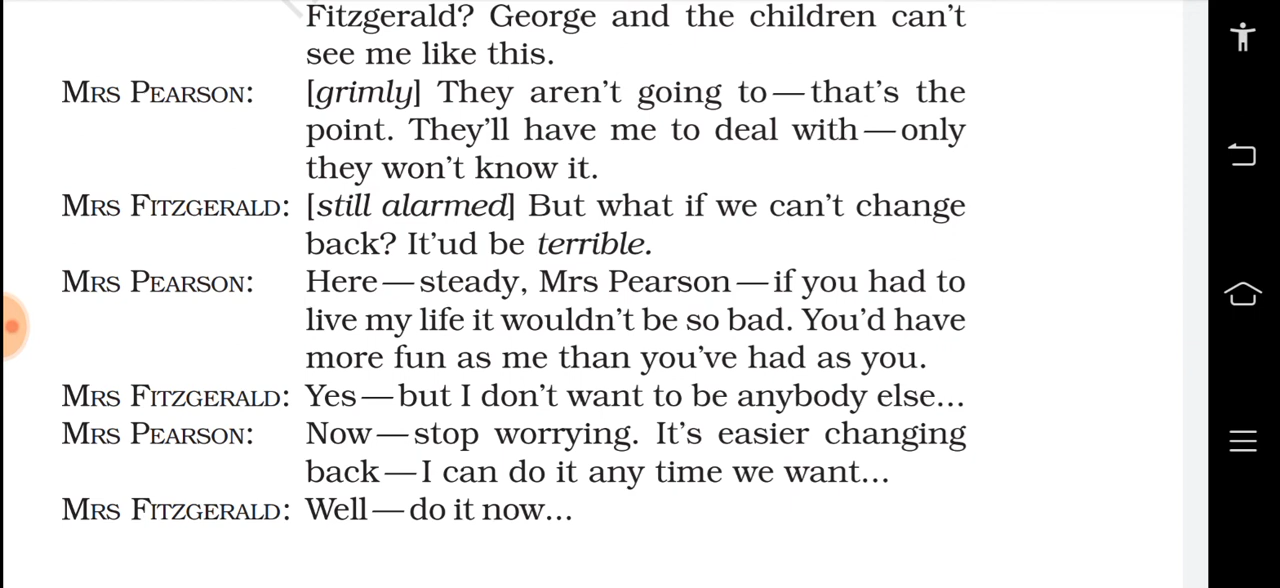 Fitzgerald? George and the children can't
see me like this.
MRS PEARSON: [grimly] They aren't going to—that's the
point. They'll have me to deal with—only
they won't know it.
MRS FITZGERALD: [still alarmed] But what if we can't change
back? It'ud be terrible.
MRS PEARSON: Here—steady, Mrs Pearson—if you had to
live my life it wouldn't be so bad. You'd have
more fun as me than you've had as you.
MRS FITZGERALD: Yes—but I don't want to be anybody else...
MRS PEARSON: Now—stop worrying. It's easier changing
back—I can do it any time we want...
MRS FITZGERALD: Well—do it now...